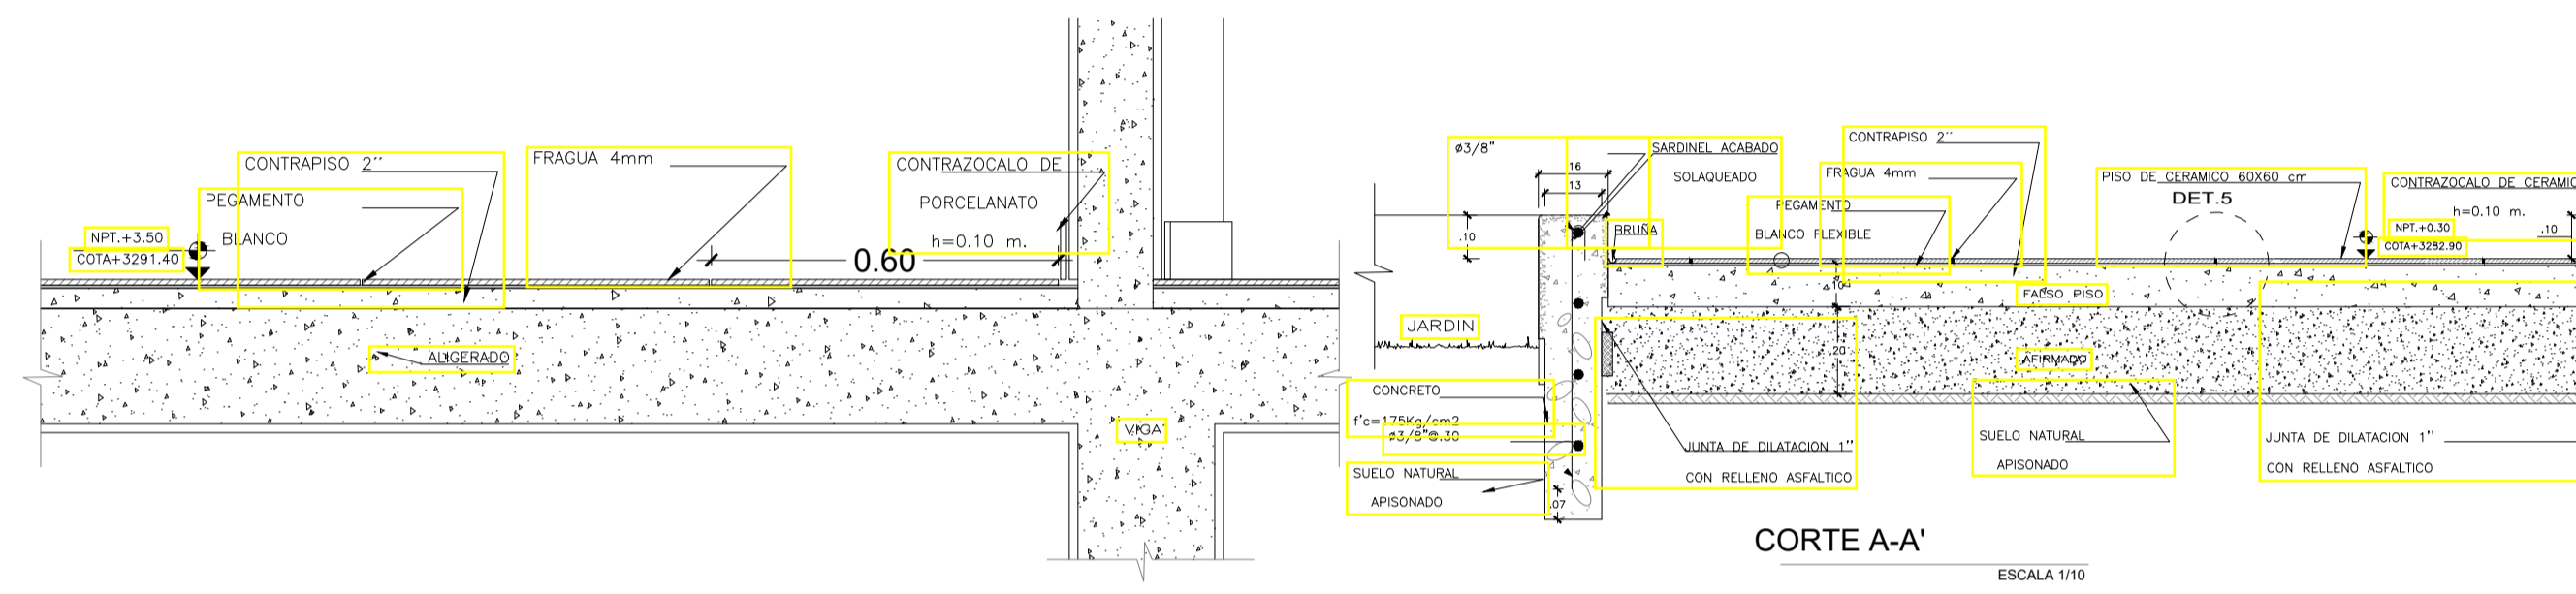 CONTRAPISO 2''
FRAGUA 4mm
CONTRAZOCALO DE
PORCELANATO
h=0.10 m.
PEGAMENTO
BLANCO
NPT.+3.50
COTA+3291.40
0.60
ALIGERADO
VIGA
ø3/8"
16
13
SARDINEL ACABADO
SOLAQUEADO
CONTRAPISO 2''
FRAGUA 4mm
PEGAMENTO
BLANCO FLEXIBLE
PISO DE CERAMICO 60X60 cm
DET.5
CONTRAZOCALO DE CERAMIC
h=0.10 m.
NPT.+0.30
COTA+3282.90
.10
.10
BRUÑA
10
FALSO PISO
JARDIN
20
AFIRMADO
CONCRETO
f'c=175Kg/cm2
ø3/8"@.30
SUELO NATURAL
APISONADO
.07
JUNTA DE DILATACION 1''
CON RELLENO ASFALTICO
SUELO NATURAL
APISONADO
JUNTA DE DILATACION 1''
CON RELLENO ASFALTICO
CORTE A-A'
ESCALA 1/10